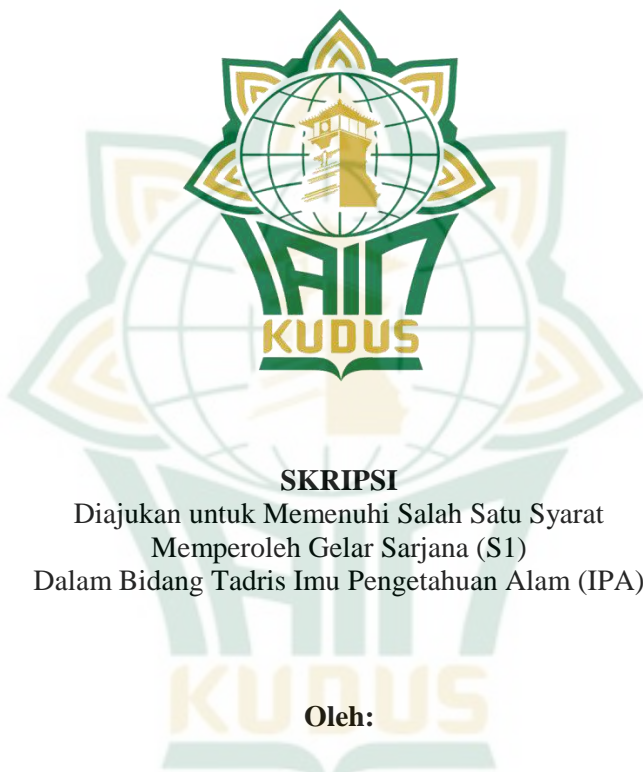 IAIN
KUDUS
SKRIPSI
Diajukan untuk Memenuhi Salah Satu Syarat
Memperoleh Gelar Sarjana (S1)
Dalam Bidang Tadris Imu Pengetahuan Alam (IPA)
Oleh:
KUDUS